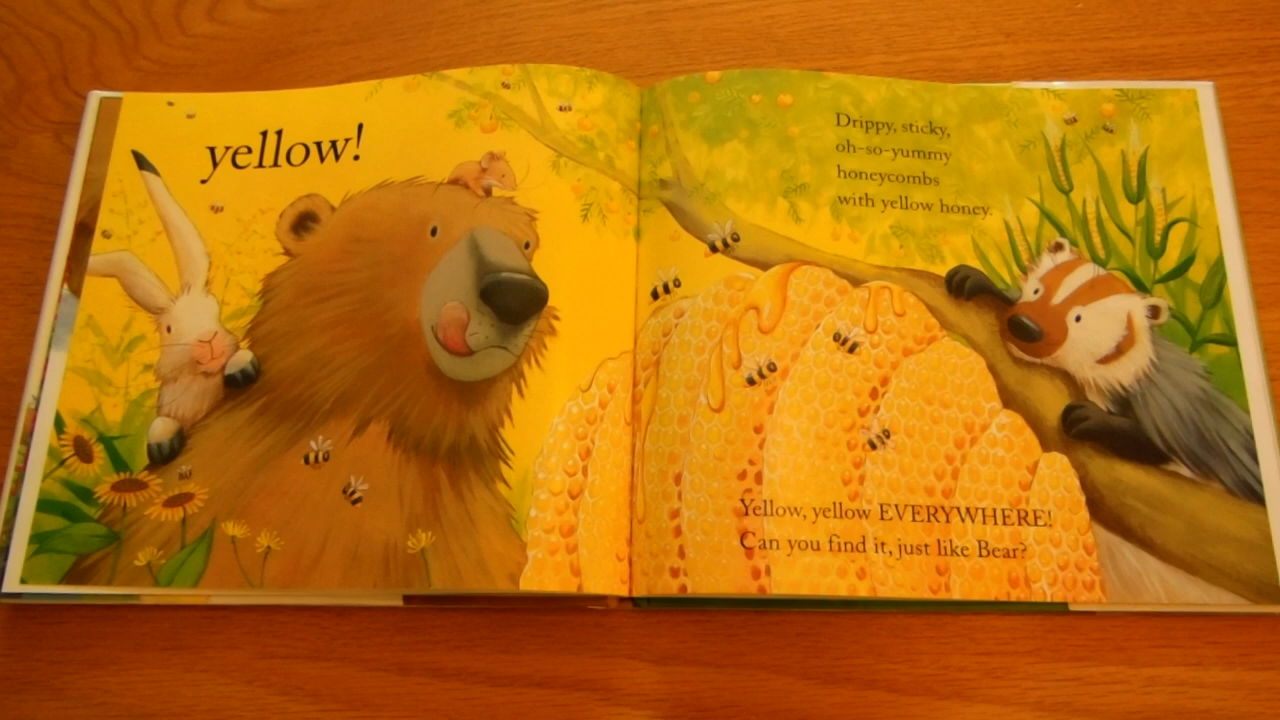 yellow!
Drippy, sticky,
oh-so-yummy
honeycombs
with yellow honey.
Yellow, yellow EVERYWHERE!
Can you find it, just like Bear?